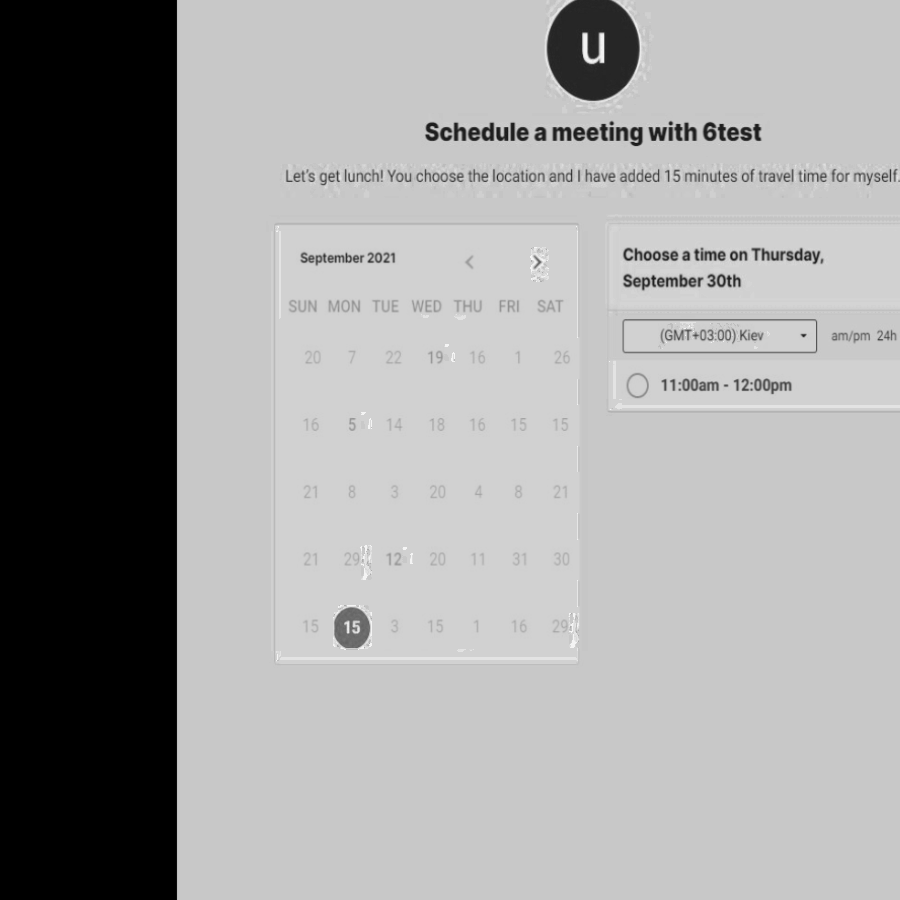 u
Schedule a meeting with 6test
Let's get lunch! You choose the location and I have added 15 minutes of travel time for myself.
September 2021
SUN MON TUE WED THU FRI SAT
20 7 22 19 16 1 26
16 5 14 18 16 15 15
21 8 3 20 4 8 21
21 29 12 20 11 31 30
15 15 3 15 1 16 29
Choose a time on Thursday,
September 30th
(GMT+03:00) Kiev am/pm 24h
11:00am - 12:00pm